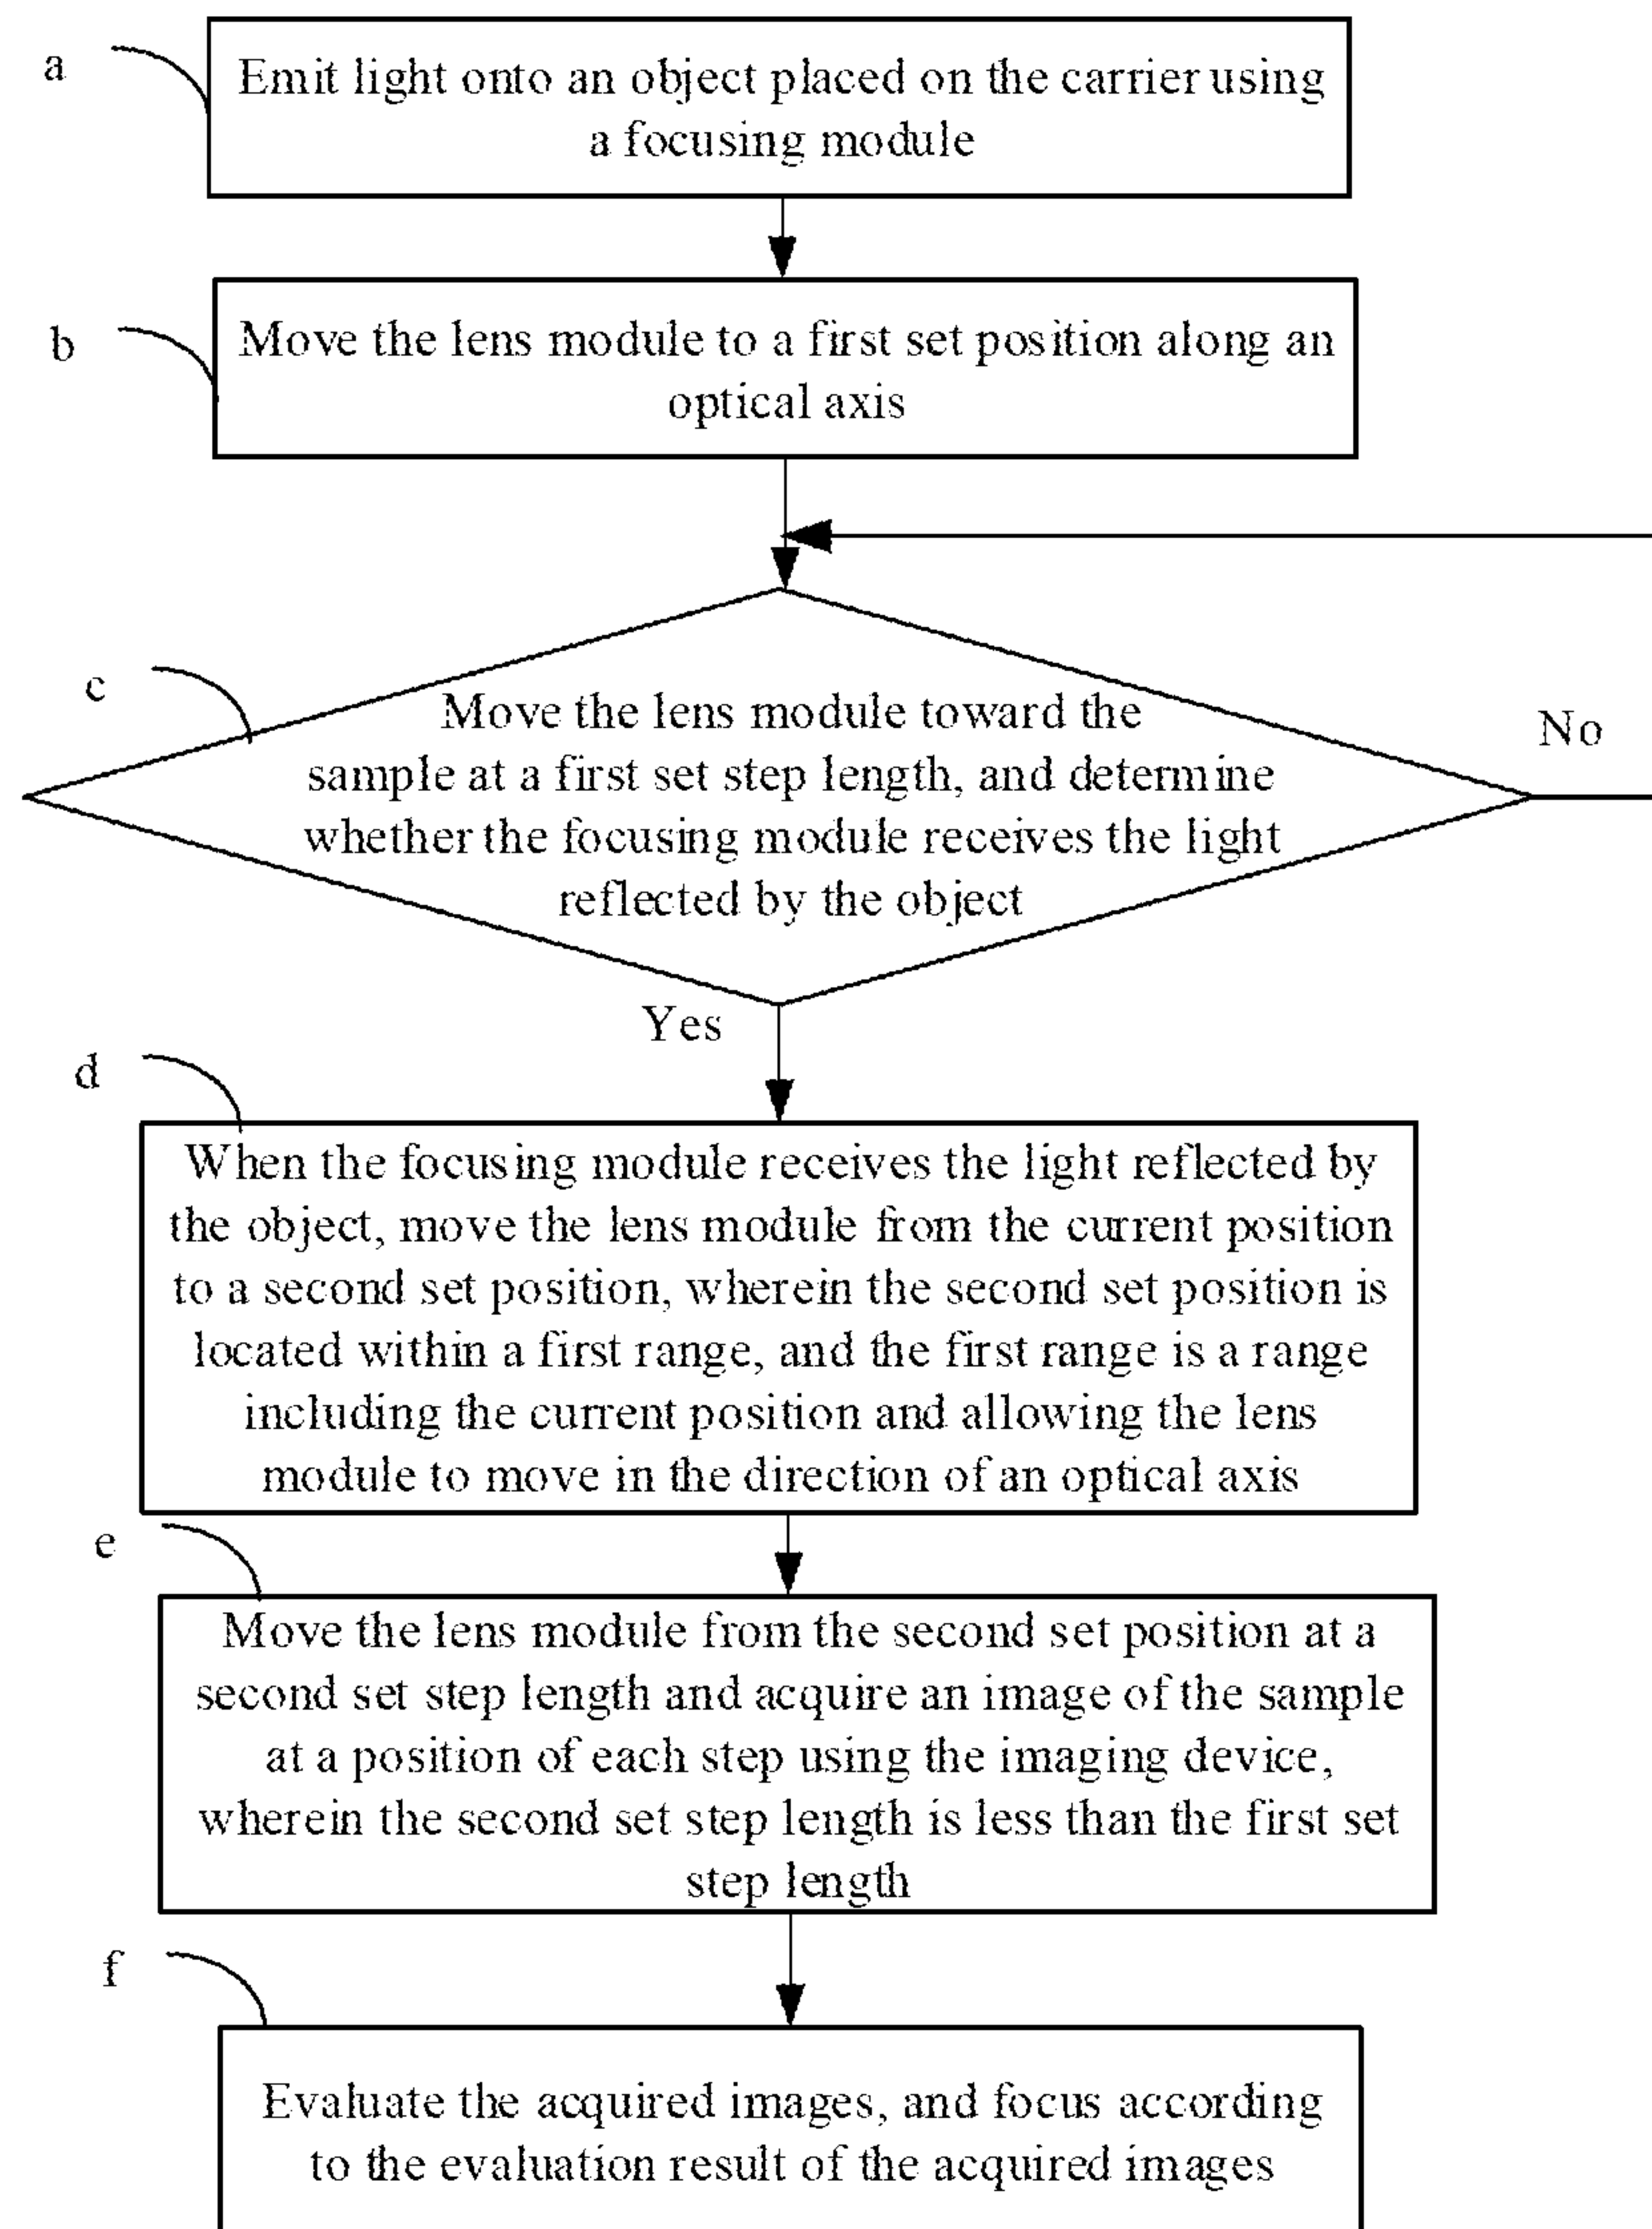 a
Emit light onto an object placed on the carrier using
a focusing module
b
Move the lens module to a first set position along an
optical axis
c
Move the lens module toward the
sample at a first set step length, and determine
whether the focusing module receives the light
reflected by the object
No
Yes
d
When the focusing module receives the light reflected by
the object, move the lens module from the current position
to a second set position, wherein the second set position is
located within a first range, and the first range is a range
including the current position and allowing the lens
module to move in the direction of an optical axis
e
Move the lens module from the second set position at a
second set step length and acquire an image of the sample
at a position of each step using the imaging device,
wherein the second set step length is less than the first set
step length
f
Evaluate the acquired images, and focus according
to the evaluation result of the acquired images